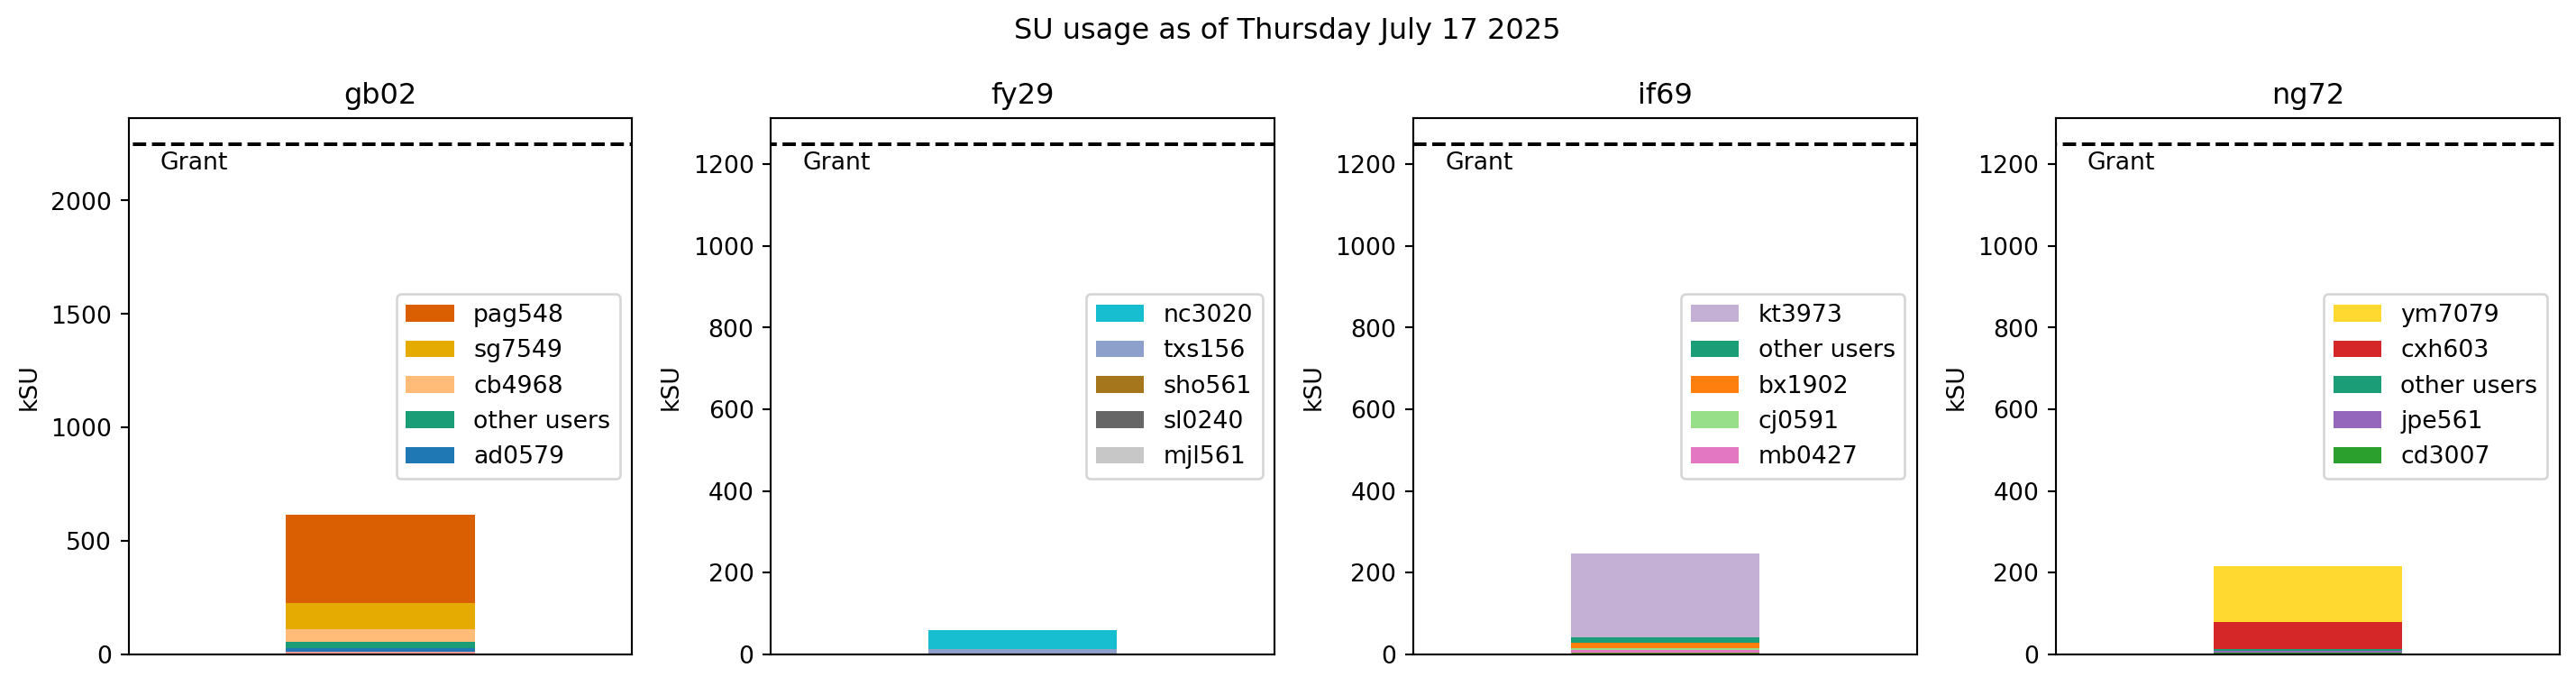 SU usage as of Thursday July 17 2025
gb02
Grant
2000
1500
1000
500
0
kSU
pag548
sg7549
cb4968
other users
ad0579
fy29
Grant
1200
1000
800
600
400
200
0
kSU
nc3020
txs156
sho561
sl0240
mjl561
if69
Grant
1200
1000
800
600
400
200
0
kSU
kt3973
other users
bx1902
cj0591
mb0427
ng72
Grant
1200
1000
800
600
400
200
0
kSU
ym7079
cxh603
other users
jpe561
cd3007